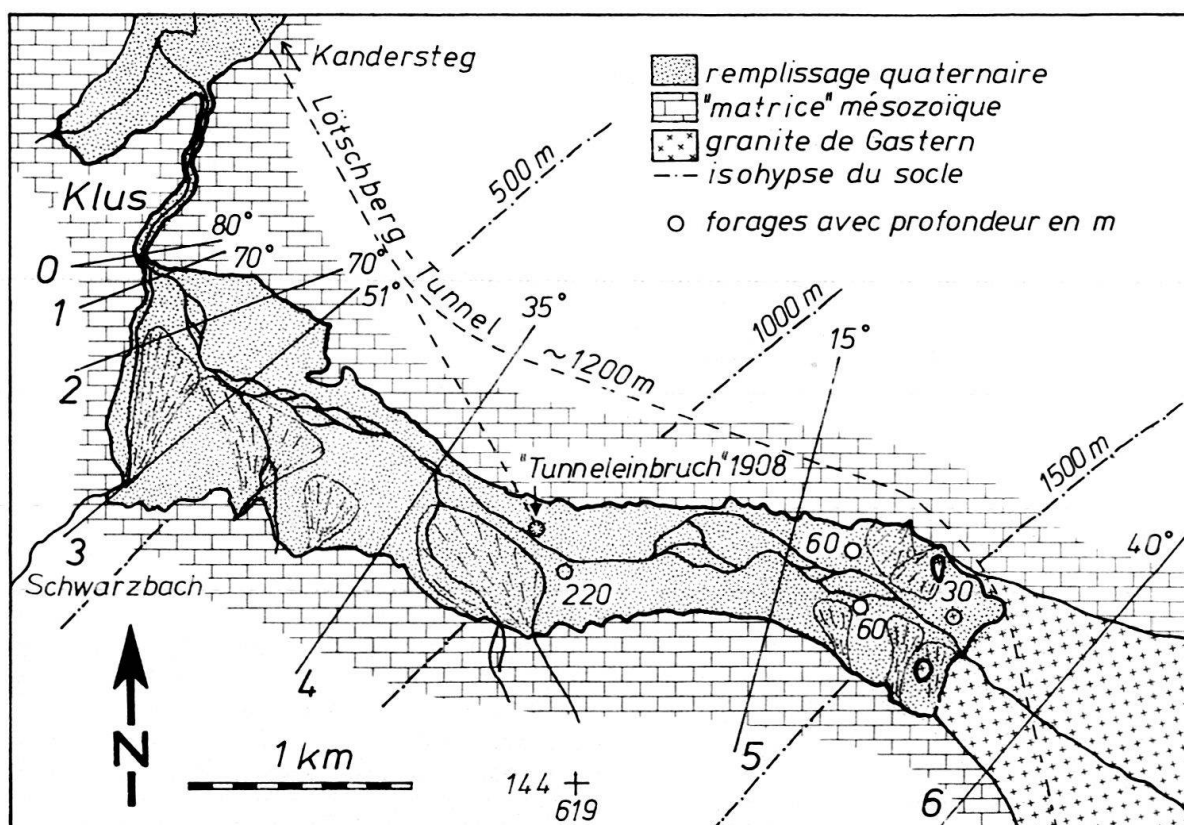 Kandersteg
remplissage quaternaire
"matrice" mésozoïque
granite de Gastern
isohypse du socle
forages avec profondeur en m
Lötschberg - Tunnel
~1200m
500 m
1000 m
1500 m
Klus
0
80°
1
70°
2
70°
3
51°
4
35°
5
15°
6
40°
"Tunneleinbruch" 1908
60
30
60
220
Schwarzbach
N
1 km
144
619